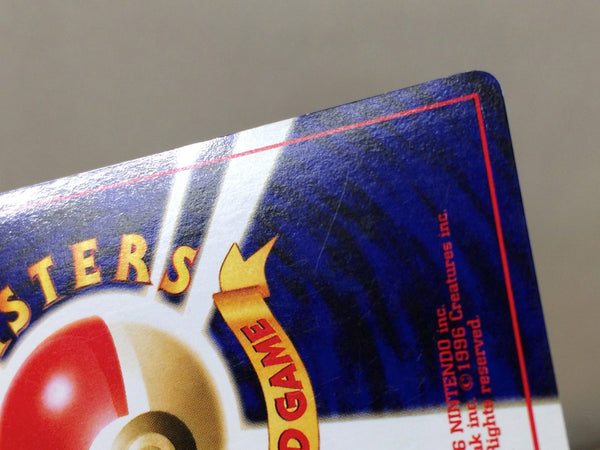 STERS
D GAME
6 NINTENDO inc.
© 1996 Creatures inc.
k inc.
Rights reserved.